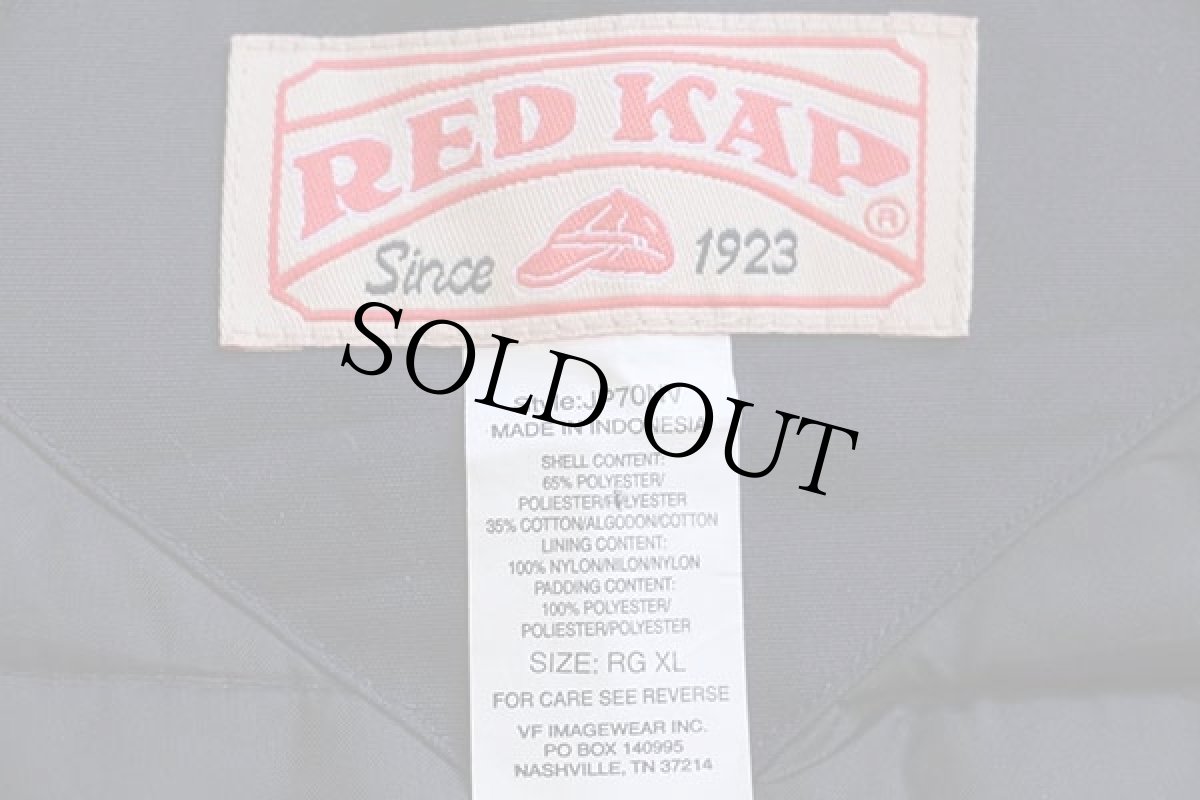 RED KAP
®
Since 1923
SOLD OUT
Style:JP70NV
MADE IN INDONESIA
SHELL CONTENT:
65% POLYESTER/
POLIESTER/POLYESTER
35% COTTON/ALGODON/COTTON
LINING CONTENT:
100% NYLON/NILON/NYLON
PADDING CONTENT:
100% POLYESTER/
POLIESTER/POLYESTER
SIZE: RG XL
FOR CARE SEE REVERSE
VF IMAGEWEAR INC.
PO BOX 140995
NASHVILLE, TN 37214